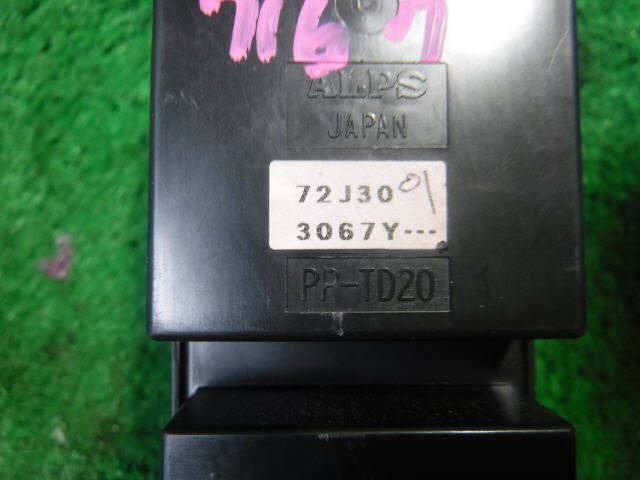 ALPS
JAPAN
72J30 01
3067Y---
PP-TD20